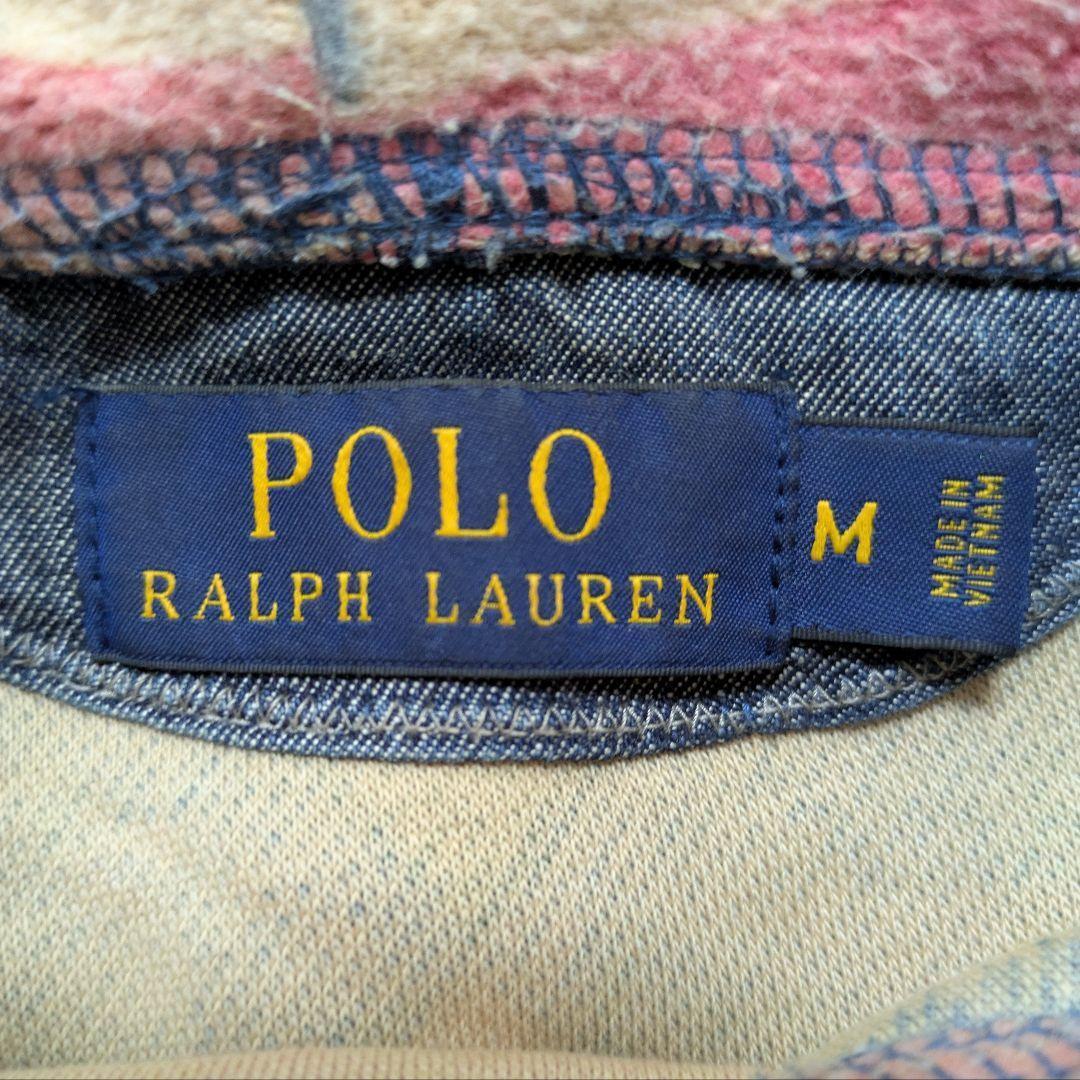 POLO
RALPH LAUREN
M
MADE IN
VIETNAM